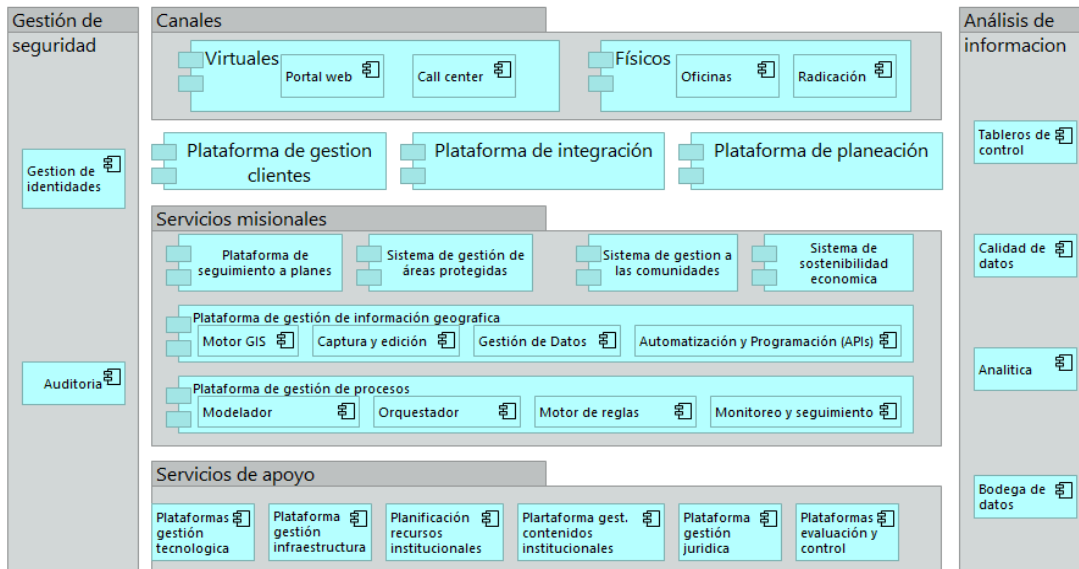 Gestión de
seguridad
Gestion de
identidades
Auditoria
Canales
Virtuales
Portal web
Call center
Físicos
Oficinas
Radicación
Plataforma de gestion
clientes
Plataforma de integración
Plataforma de planeación
Servicios misionales
Plataforma de
seguimiento a planes
Sistema de gestión de
áreas protegidas
Sistema de gestion a
las comunidades
Sistema de
sostenibilidad
economica
Plataforma de gestión de información geografica
Motor GIS
Captura y edición
Gestión de Datos
Automatización y Programación (APIs)
Plataforma de gestión de procesos
Modelador
Orquestador
Motor de reglas
Monitoreo y seguimiento
Servicios de apoyo
Plataformas
gestión
tecnologica
Plataforma
gestión
infraestructura
Planificación
recursos
institucionales
Plartaforma gest.
contenidos
institucionales
Plataforma
gestión
juridica
Plataformas
evaluación y
control
Análisis de
informacion
Tableros de
control
Calidad de
datos
Analitica
Bodega de
datos